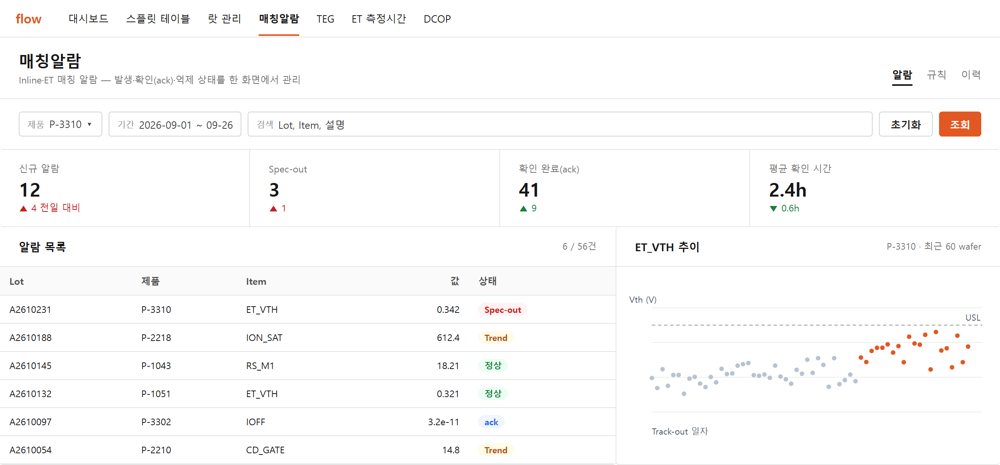 flow 대시보드 스플릿 테이블 랏 관리 매칭알람 TEG ET 측정시간 DCOP
매칭알람
Inline·ET 매칭 알람 — 발생·확인(ack)·억제 상태를 한 화면에서 관리
알람 규칙 이력
제품 P-3310 ▼ 기간 2026-09-01 ~ 09-26 검색 Lot, Item, 설명 초기화 조회
신규 알람
12
▲ 4 전일 대비
Spec-out
3
▲ 1
확인 완료(ack)
41
▲ 9
평균 확인 시간
2.4h
▼ 0.6h
알람 목록 6 / 56건
Lot 제품 Item 값 상태
A2610231 P-3310 ET_VTH 0.342 Spec-out
A2610188 P-2218 ION_SAT 612.4 Trend
A2610145 P-1043 RS_M1 18.21 정상
A2610132 P-1051 ET_VTH 0.321 정상
A2610097 P-3302 IOFF 3.2e-11 ack
A2610054 P-2210 CD_GATE 14.8 Trend
ET_VTH 추이 P-3310 · 최근 60 wafer
Vth (V)
USL
Track-out 일자